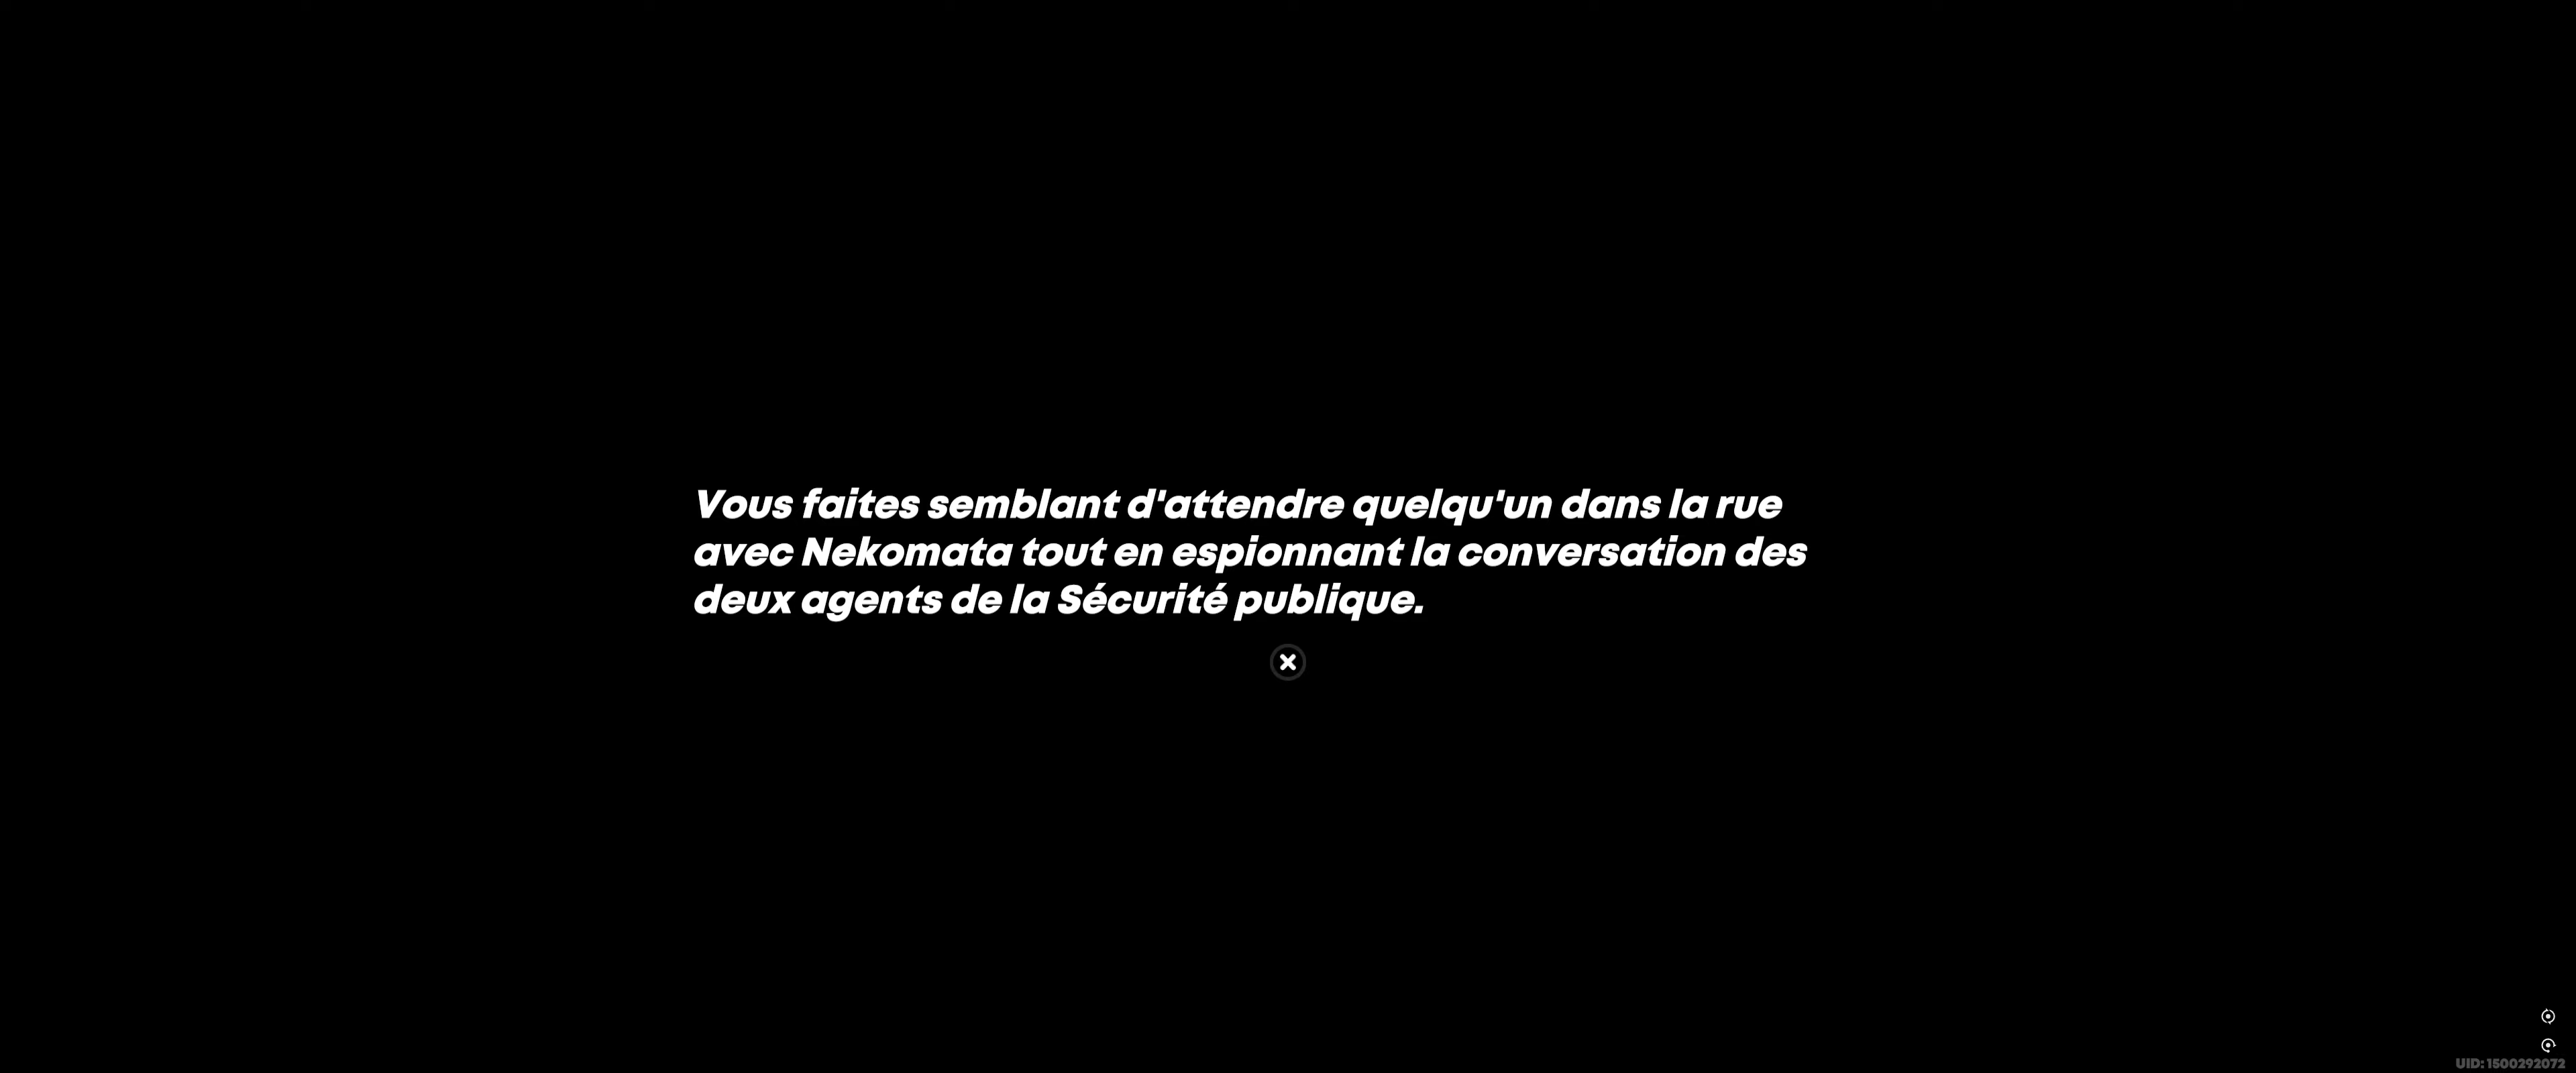 Vous faites semblant d'attendre quelqu'un dans la rue
avec Nekomata tout en espionnant la conversation des
deux agents de la Sécurité publique.
UID: 1500292072